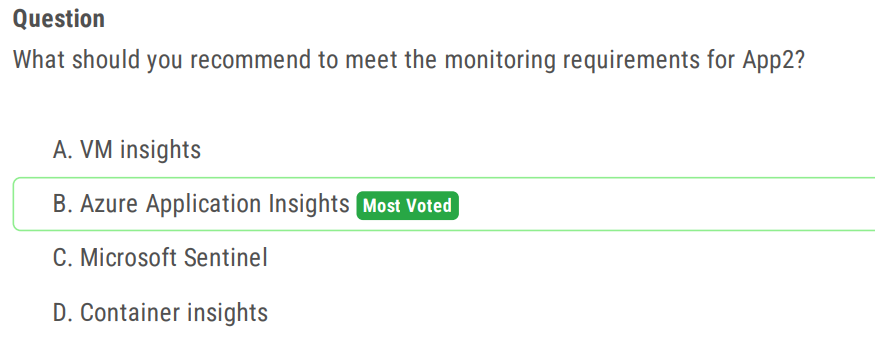 Question
What should you recommend to meet the monitoring requirements for App2?
A. VM insights
B. Azure Application Insights Most Voted
C. Microsoft Sentinel
D. Container insights